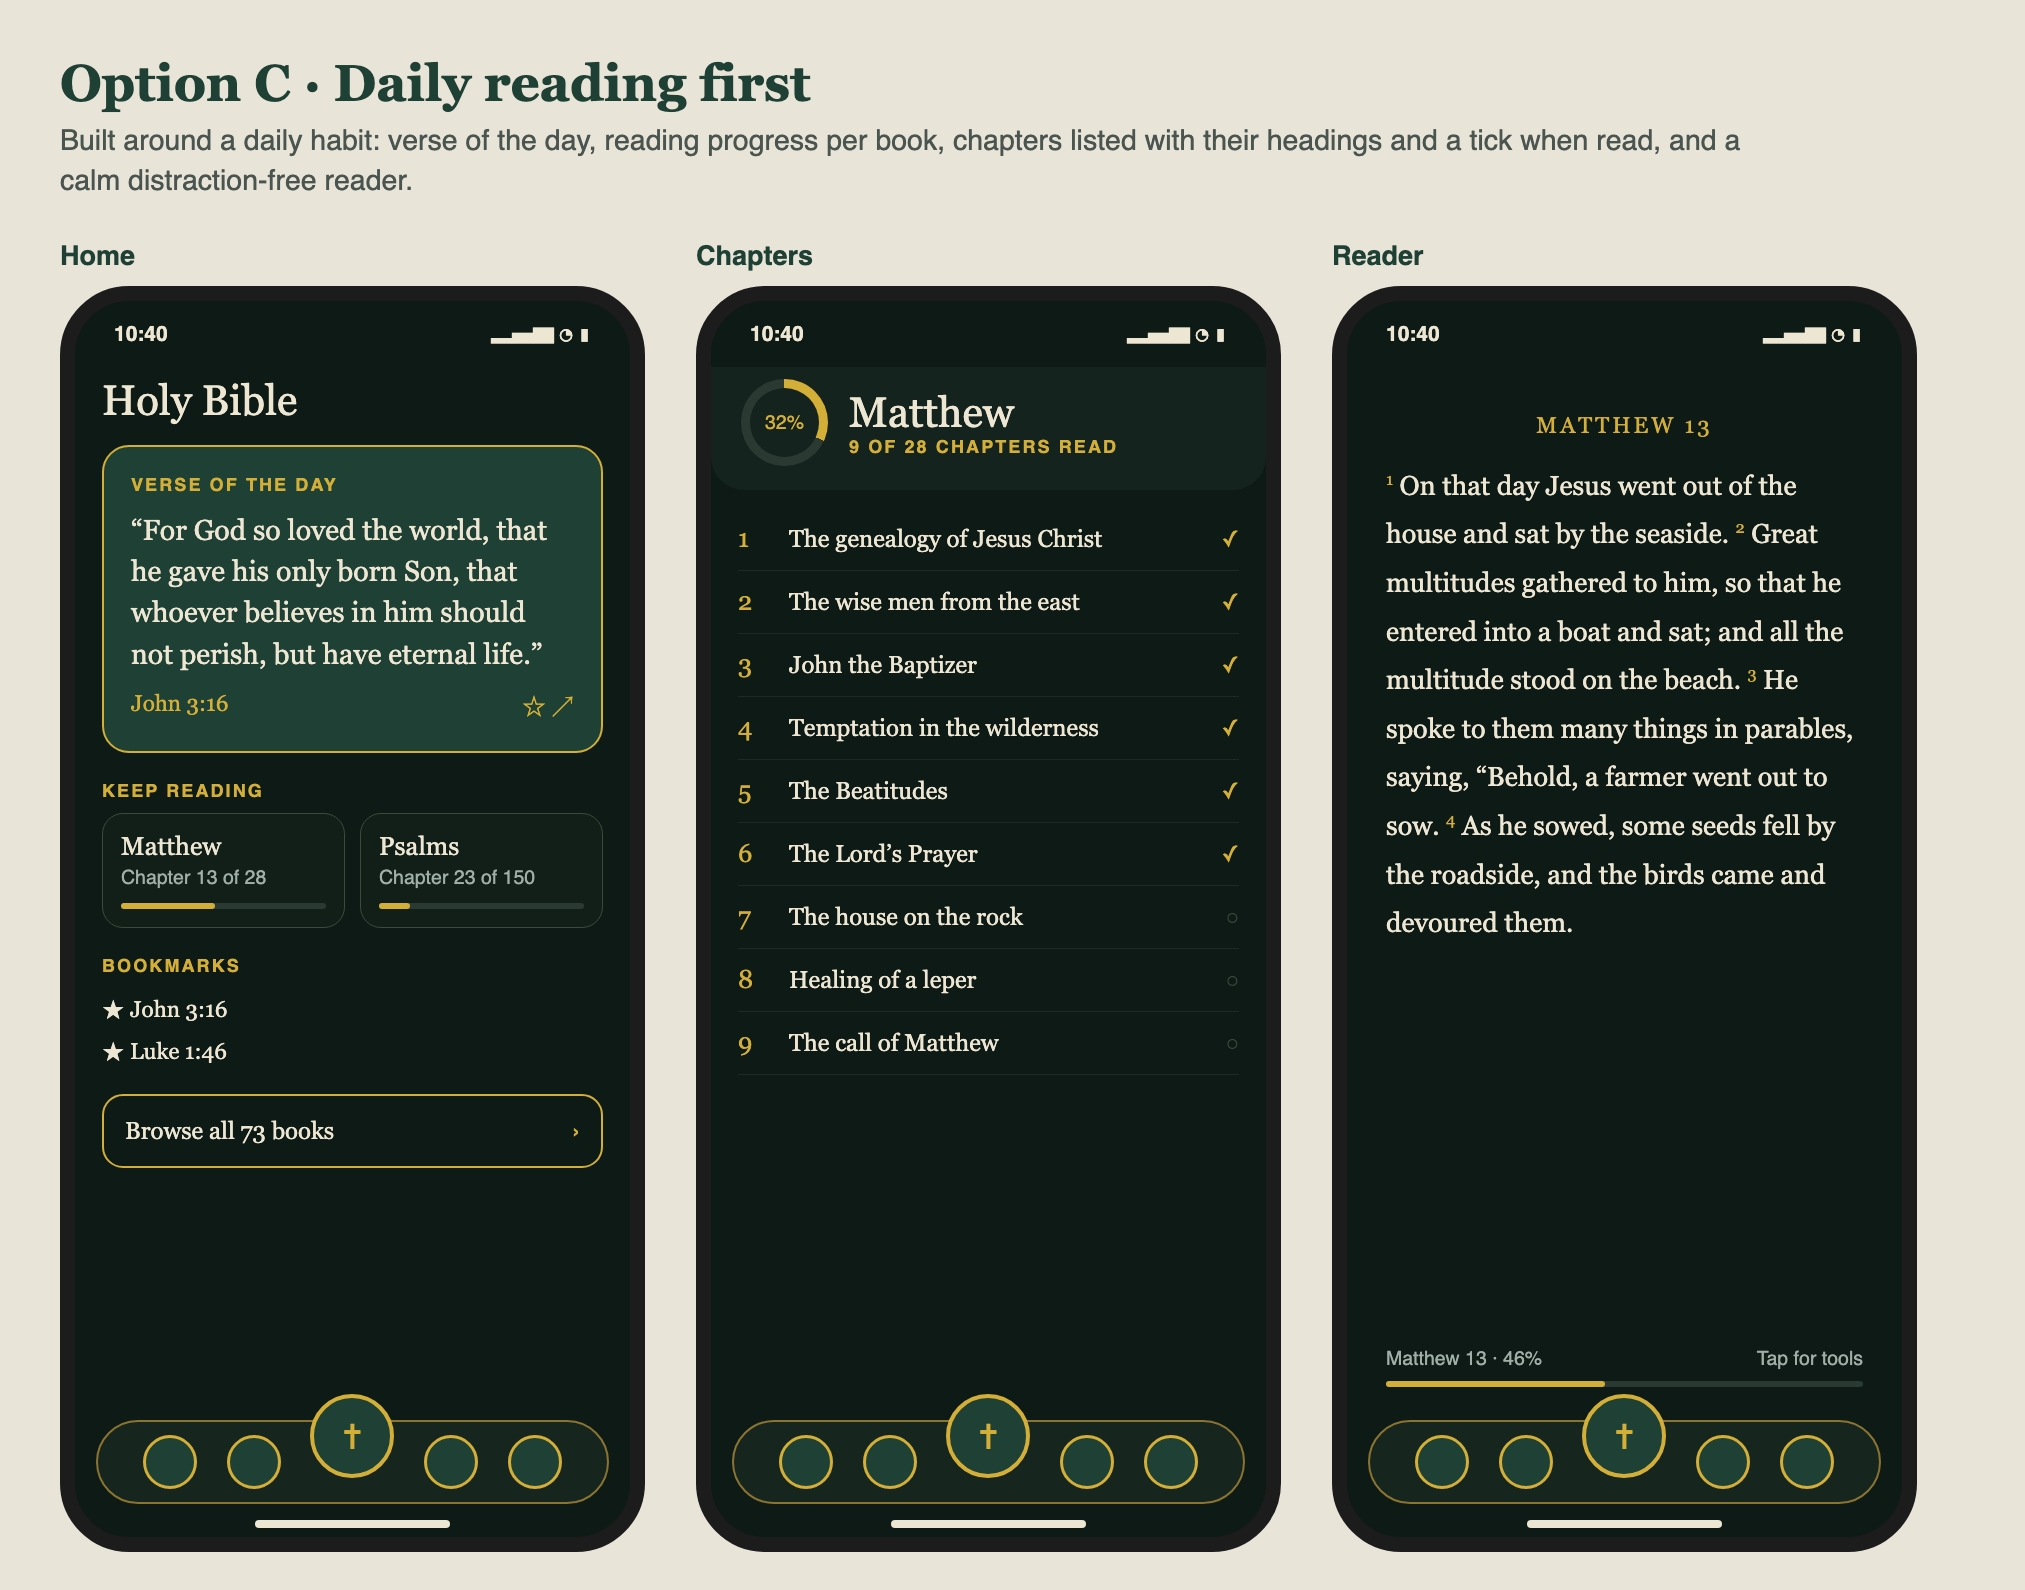 Option C · Daily reading first
Built around a daily habit: verse of the day, reading progress per book, chapters listed with their headings and a tick when read, and a
calm distraction-free reader.
Home
10:40
Holy Bible
VERSE OF THE DAY
“For God so loved the world, that
he gave his only born Son, that
whoever believes in him should
not perish, but have eternal life.”
John 3:16
KEEP READING
Matthew
Chapter 13 of 28
Psalms
Chapter 23 of 150
BOOKMARKS
★ John 3:16
★ Luke 1:46
Browse all 73 books ›
Chapters
10:40
32%
Matthew
9 OF 28 CHAPTERS READ
1 The genealogy of Jesus Christ ✓
2 The wise men from the east ✓
3 John the Baptizer ✓
4 Temptation in the wilderness ✓
5 The Beatitudes ✓
6 The Lord’s Prayer ✓
7 The house on the rock
8 Healing of a leper
9 The call of Matthew
Reader
10:40
MATTHEW 13
1 On that day Jesus went out of the
house and sat by the seaside. 2 Great
multitudes gathered to him, so that he
entered into a boat and sat; and all the
multitude stood on the beach. 3 He
spoke to them many things in parables,
saying, “Behold, a farmer went out to
sow. 4 As he sowed, some seeds fell by
the roadside, and the birds came and
devoured them.
Matthew 13 · 46% Tap for tools